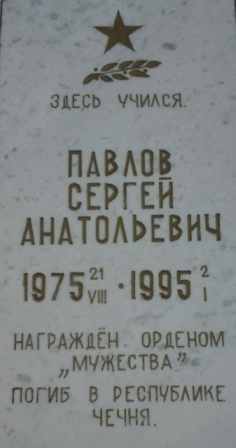 ЗДЕСЬ УЧИЛСЯ.
ПАВЛОВ
СЕРГЕЙ
АНАТОЛЬЕВИЧ
1975 21 VIII · 1995 2 I
НАГРАЖДЁН ОРДЕНОМ
„МУЖЕСТВА"
ПОГИБ В РЕСПУБЛИКЕ
ЧЕЧНЯ.